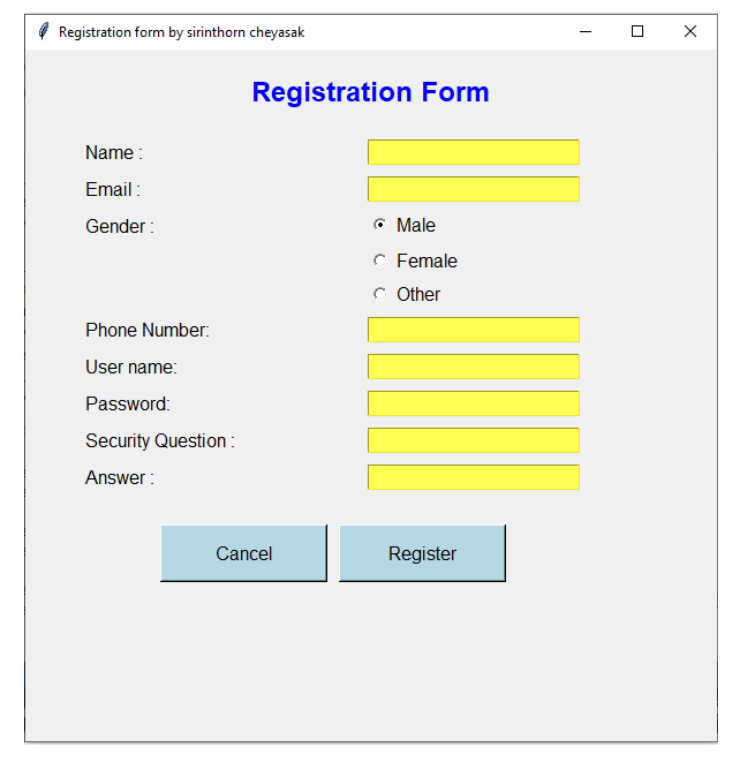 Registration form by sirinthorn cheyasak
Registration Form
Name :
Email :
Gender :
Male
Female
Other
Phone Number:
User name:
Password:
Security Question :
Answer :
Cancel
Register